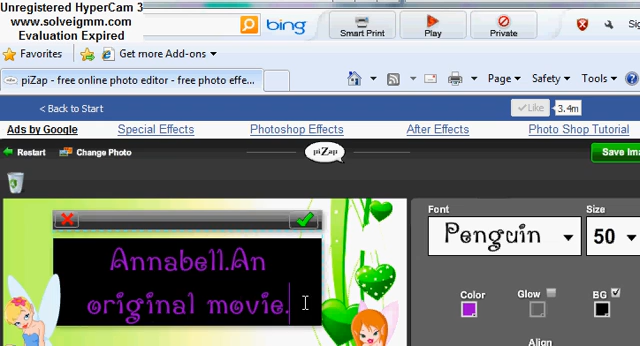 Unregistered HyperCam 3
www.solveigmm.com
Evaluation Expired
bing
Smart Print
Play
Private
Favorites
Get more Add-ons
piZap - free online photo editor - free photo effe...
Page
Safety
Tools
< Back to Start
Like
3.4m
Ads by Google
Special Effects
Photoshop Effects
After Effects
Photo Shop Tutorial
Restart
Change Photo
piZap
Save Ima
Font
Size
Penguin
50
Annabell.An
original movie.
Color
Glow
BG
Align